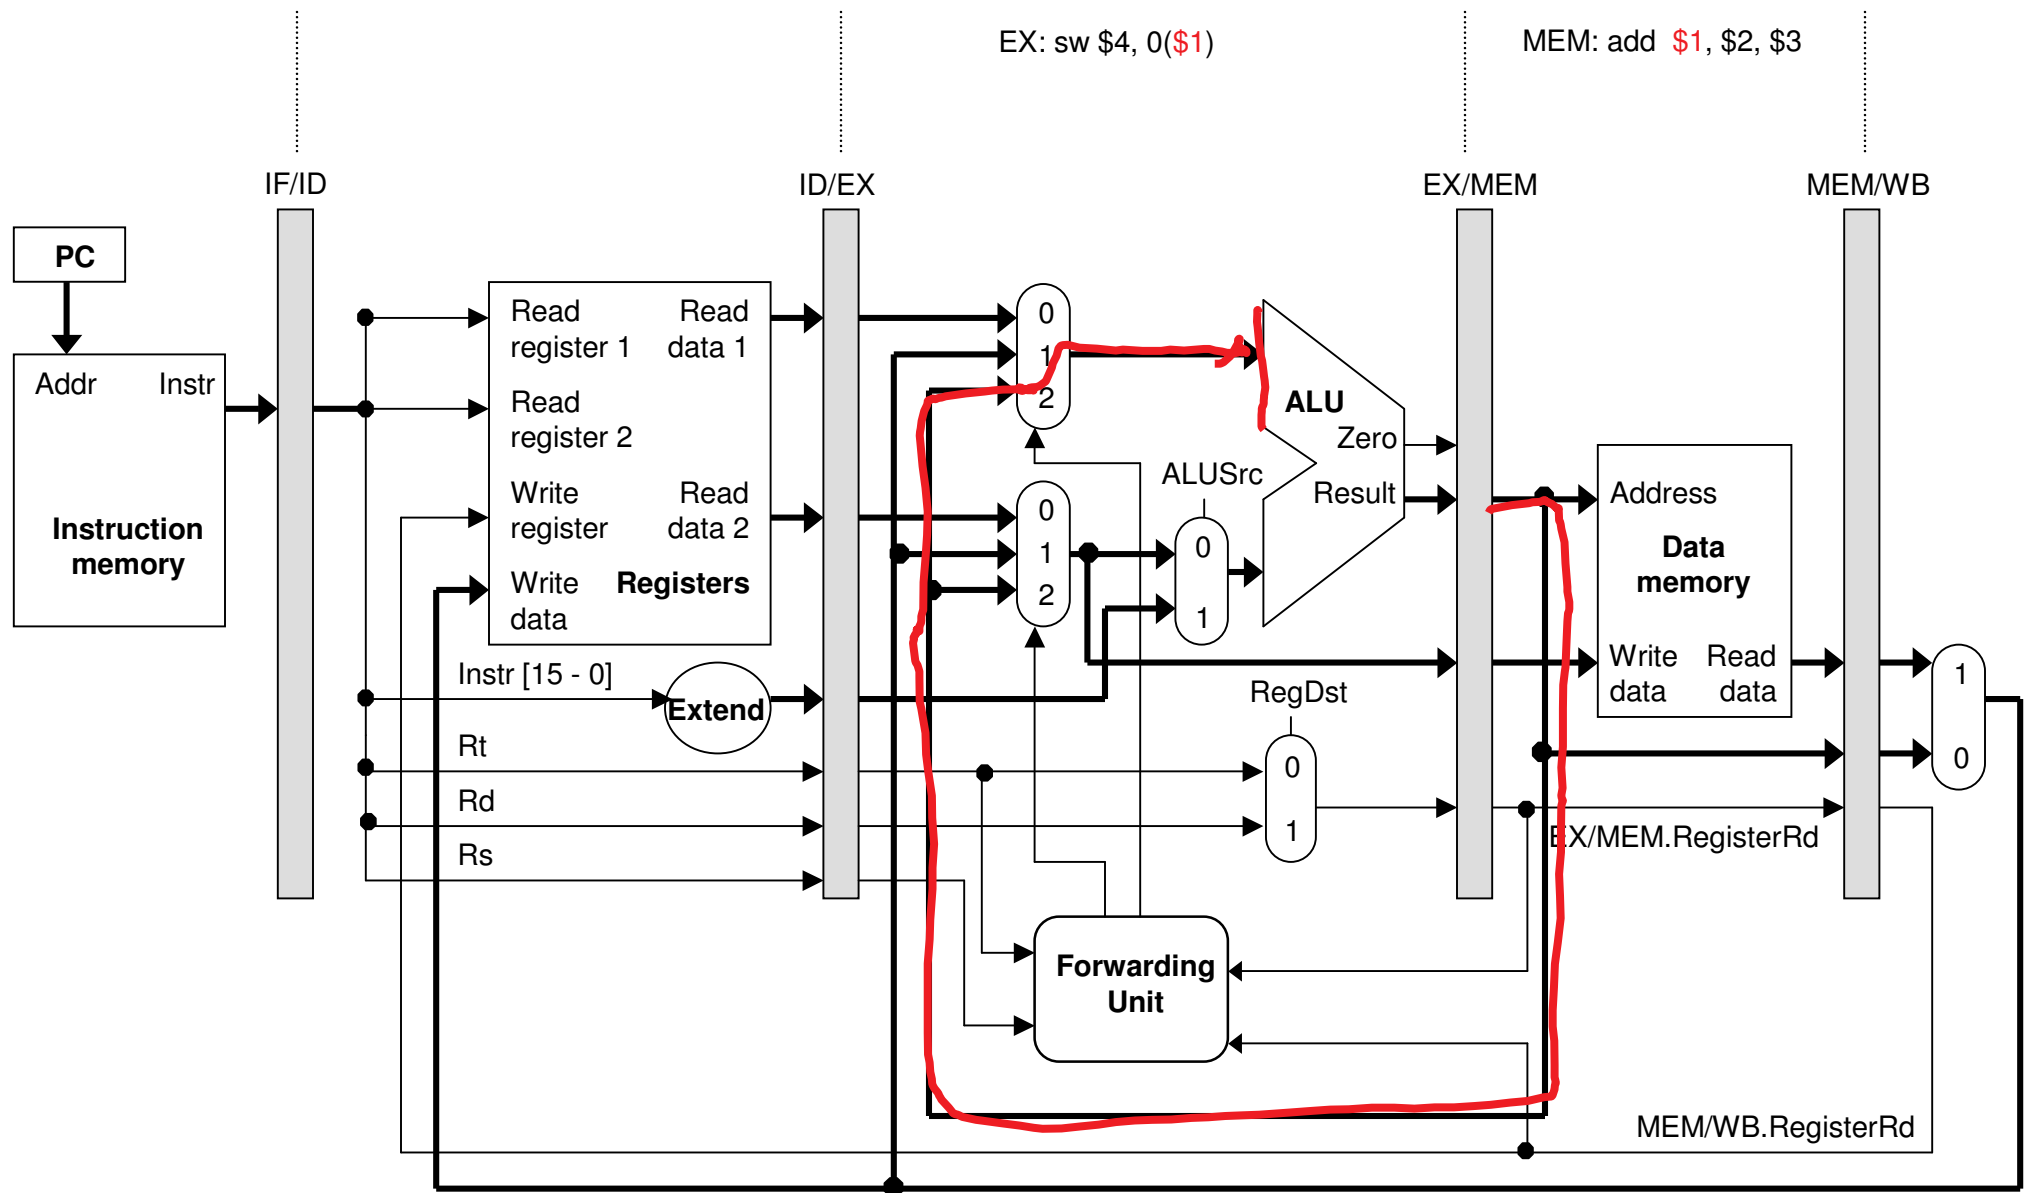 EX: sw $4, 0($1)
MEM: add $1, $2, $3
IF/ID
ID/EX
EX/MEM
MEM/WB
PC
Addr
Instr
Instruction
memory
Read
register 1
Read
data 1
Read
register 2
Write
register
Read
data 2
Write
data
Registers
Instr [15 - 0]
Extend
Rt
Rd
Rs
0
1
2
0
1
2
ALUSrc
0
1
ALU
Zero
Result
RegDst
0
1
Forwarding
Unit
Address
Data
memory
Write
data
Read
data
1
0
EX/MEM.RegisterRd
MEM/WB.RegisterRd